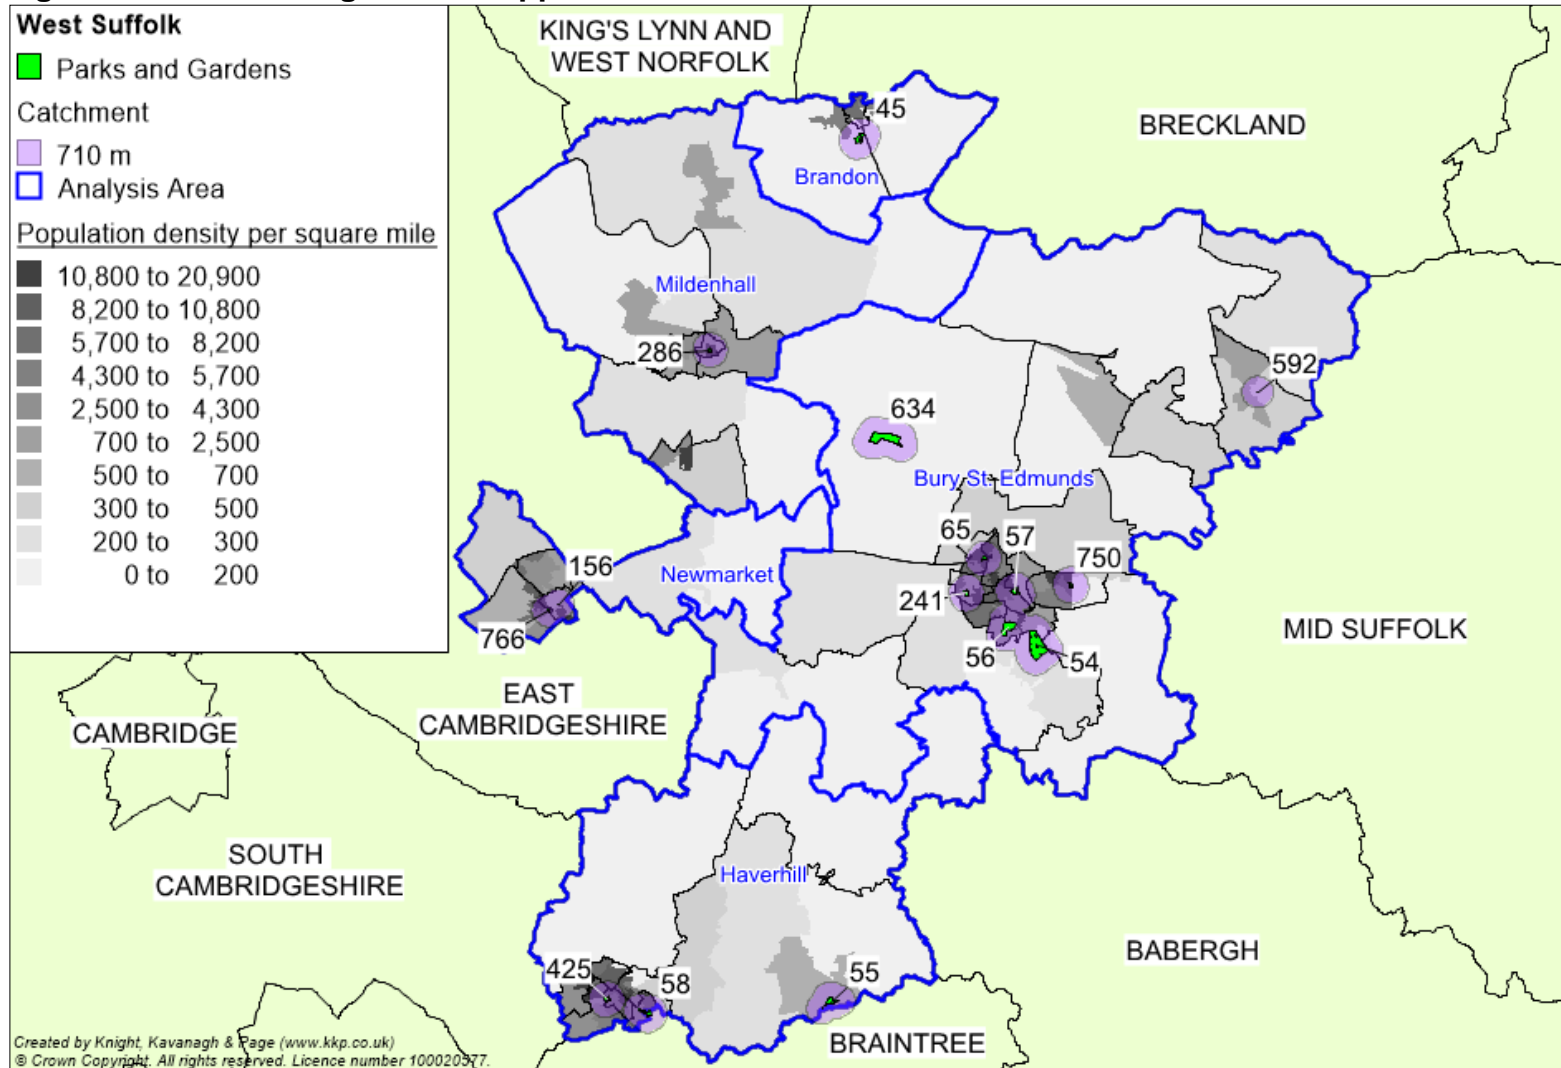 West Suffolk
Parks and Gardens
Catchment
710 m
Analysis Area
Population density per square mile
10,800 to 20,900
8,200 to 10,800
5,700 to 8,200
4,300 to 5,700
2,500 to 4,300
700 to 2,500
500 to 700
300 to 500
200 to 300
0 to 200
KING'S LYNN AND
WEST NORFOLK
BRECKLAND
45
Brandon
Mildenhall
286
592
634
Bury St. Edmunds
65
57
750
156
Newmarket
241
766
56
54
MID SUFFOLK
EAST
CAMBRIDGESHIRE
CAMBRIDGE
SOUTH
CAMBRIDGESHIRE
Haverhill
425
58
55
BABERGH
BRAINTREE
Created by Knight, Kavanagh & Page (www.kkp.co.uk)
© Crown Copyright. All rights reserved. Licence number 100020577.